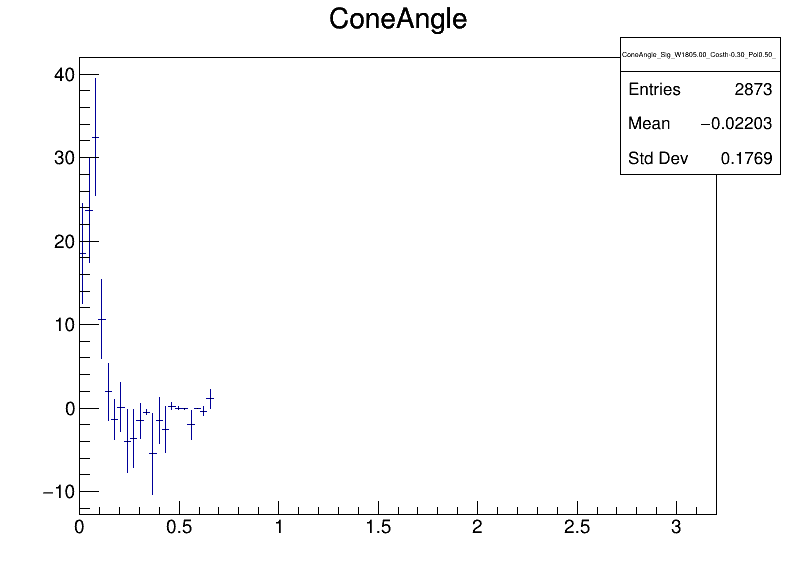 ConeAngle
ConeAngle_Sig_W1805.00_Costh-0.30_Pol0.50_
Entries 2873
Mean −0.02203
Std Dev 0.1769
40
30
20
10
0
−10
0 0.5 1 1.5 2 2.5 3